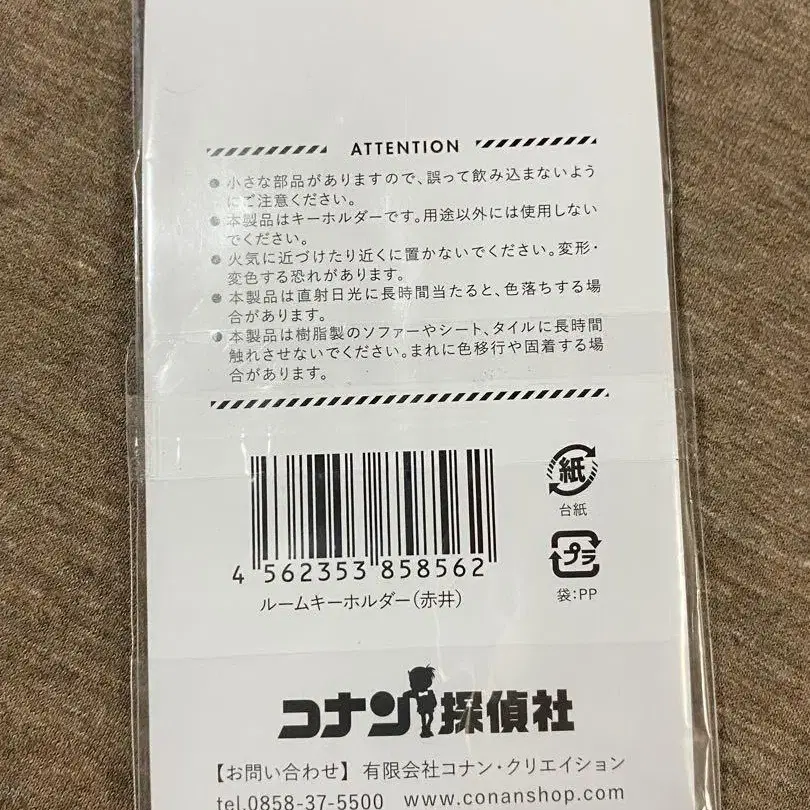 ATTENTION
● 小さな部品がありますので、誤って飲み込まないよう
にご注意ください。
● 本製品はキーホルダーです。用途以外には使用しない
でください。
● 火気に近づけたり近くに置かないでください。変形・
変色する恐れがあります。
● 本製品は直射日光に長時間当たると、色落ちする場
合があります。
● 本製品は樹脂製のソファーやシート、タイルに長時間
触れさせないでください。まれに色移行や固着する場
合があります。
紙
台紙
プラ
袋:PP
4 562353 858562
ルームキーホルダー(赤井)
コナン探偵社
【お問い合わせ】有限会社コナン・クリエイション
tel.0858-37-5500 www.conanshop.com